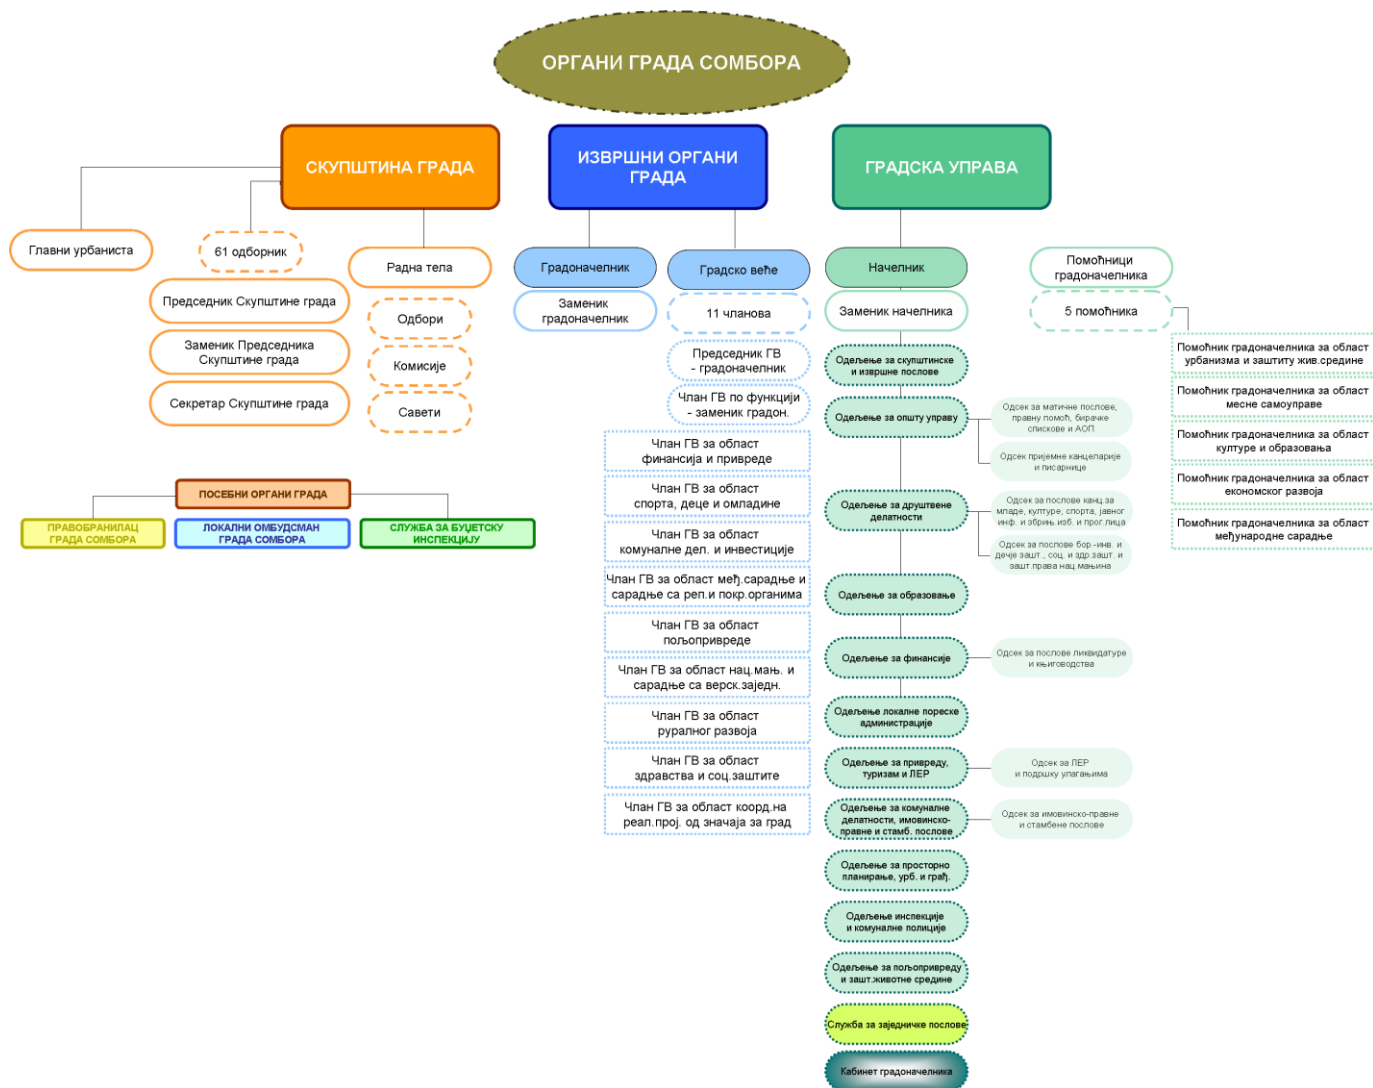 ОРГАНИ ГРАДА СОМБОРА
СКУПШТИНА ГРАДА
ИЗВРШНИ ОРГАНИ
ГРАДА
ГРАДСКА УПРАВА
Главни урбаниста
61 одборник
Председник Скупштине града
Заменик Председника
Скупштине града
Секретар Скупштине града
Радна тела
Одбори
Комисије
Савети
ПОСЕБНИ ОРГАНИ ГРАДА
ПРАВОБРАНИЛАЦ
ГРАДА СОМБОРА
ЛОКАЛНИ ОМБУДСМАН
ГРАДА СОМБОРА
СЛУЖБА ЗА БУЏЕТСКУ
ИНСПЕКЦИЈУ
Градоначелник
Заменик
градоначелник
Градско веће
11 чланова
Председник ГВ
- градоначелник
Члан ГВ по функцији
- заменик градон.
Члан ГВ за област
финансија и привреде
Члан ГВ за област
спорта, деце и омладине
Члан ГВ за област
комуналне дел. и инвестиције
Члан ГВ за област међ.сарадње и
сарадње са реп.и покр.органима
Члан ГВ за област
пољопривреде
Члан ГВ за област нац.мањ. и
сарадње са верск.заједн.
Члан ГВ за област
руралног развоја
Члан ГВ за област
здравства и соц.заштите
Члан ГВ за област коорд.на
реал.прој. од значаја за град
Начелник
Заменик начелника
Одељење за скупштинске
и извршне послове
Одељење за општу управу
Одсек за матичне послове,
правну помоћ, бирачке
спискове и АОП
Одсек пријемне канцеларије
и писарнице
Одељење за друштвене
делатности
Одсек за послове канц.за
младе, културе, спорта, јавног
инф. и збрињ.изб. и прог.лица
Одсек за послове бор.-инв. и
дечје зашт., соц. и здр.зашт. и
зашт.права нац.мањина
Одељење за образовање
Одељење за финансије
Одсек за послове ликвидатуре
и књиговодства
Одељење локалне пореске
администрације
Одељење за привреду,
туризам и ЛЕР
Одсек за ЛЕР
и подршку улагањима
Одељење за комуналне
делатности, имовинско-
правне и стамб. послове
Одсек за имовинско-правне
и стамбене послове
Одељење за просторно
планирање, урб. и грађ.
Одељење инспекције
и комуналне полиције
Одељење за пољопривреду
и зашт.животне средине
Служба за заједничке послове
Кабинет градоначелника
Помоћници
градоначелника
5 помоћника
Помоћник градоначелника за област
урбанизма и заштиту жив.средине
Помоћник градоначелника за област
месне самоуправе
Помоћник градоначелника за област
културе и образовања
Помоћник градоначелника за област
економског развоја
Помоћник градоначелника за област
међународне сарадње